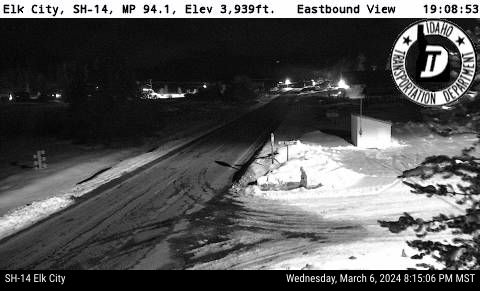 Elk City, SH-14, MP 94.1, Elev 3,939ft. Eastbound View 19:08:53
IDAHO
TRANSPORTATION DEPARTMENT
SH-14 Elk City Wednesday, March 6, 2024 8:15:06 PM MST